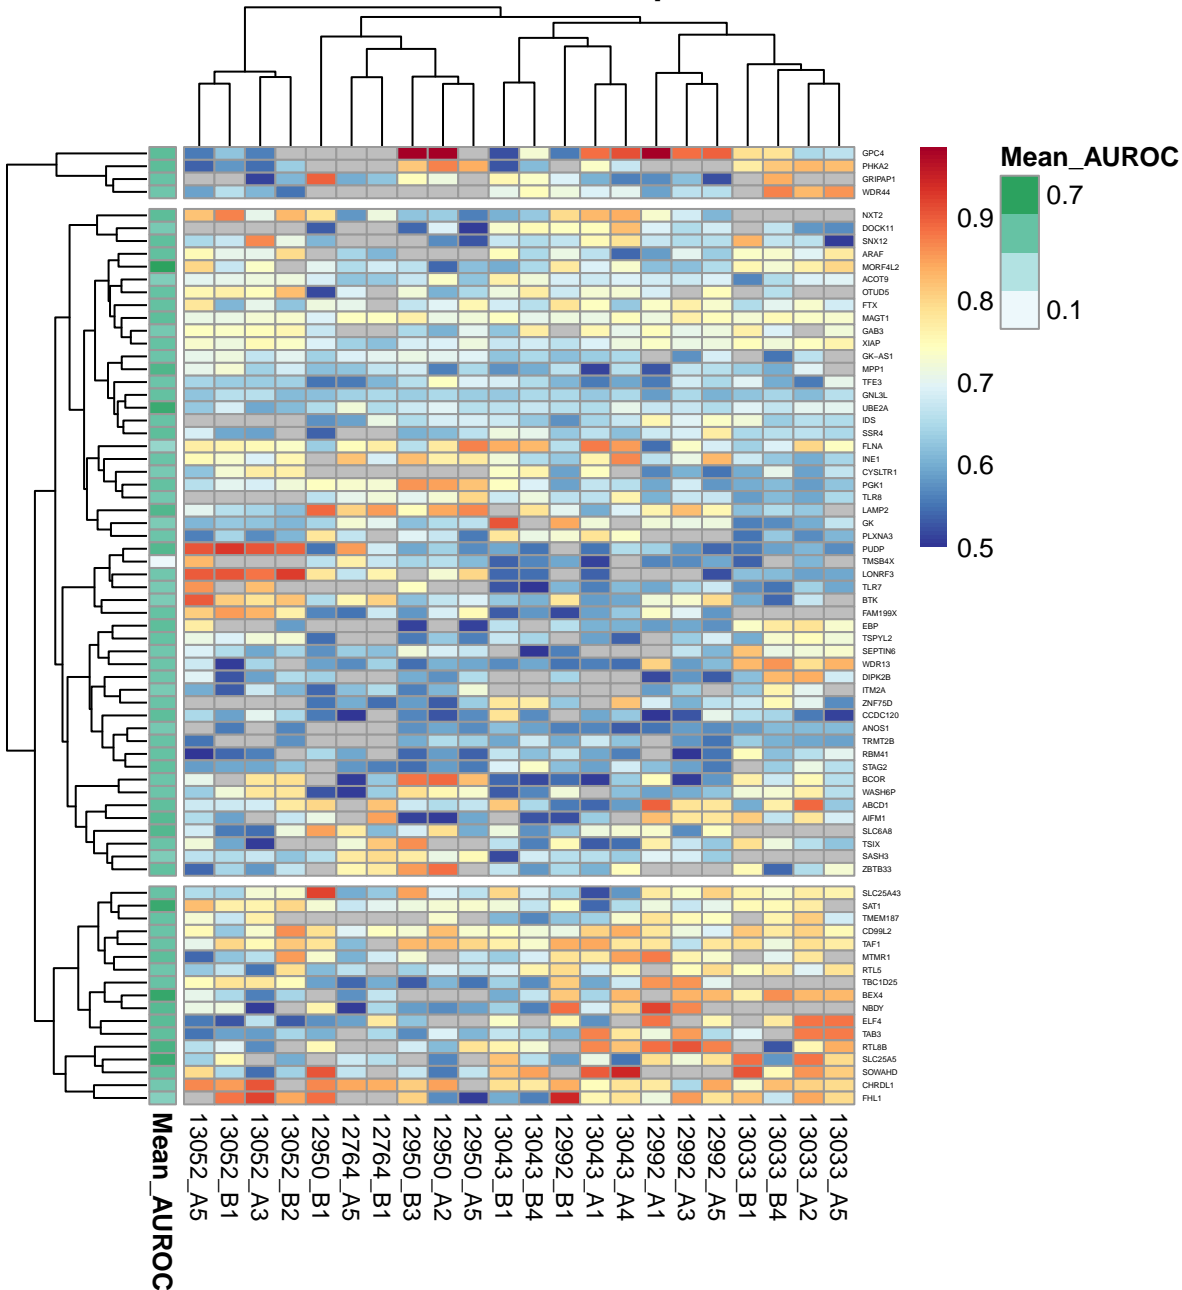 GPC4
PHKA2
GRIPAP1
WDR44
NXT2
DOCK11
SNX12
ARAF
MORF4L2
ACOT9
OTUD5
FTX
MAGT1
GAB3
XIAP
GK−AS1
MPP1
TFE3
GNL3L
UBE2A
IDS
SSR4
FLNA
INE1
CYSLTR1
PGK1
TLR8
LAMP2
GK
PLXNA3
PUDP
TMSB4X
LONRF3
TLR7
BTK
FAM199X
EBP
TSPYL2
SEPTIN6
WDR13
DIPK2B
ITM2A
ZNF75D
CCDC120
ANOS1
TRMT2B
RBM41
STAG2
BCOR
WASH6P
ABCD1
AIFM1
SLC6A8
TSIX
SASH3
ZBTB33
SLC25A43
SAT1
TMEM187
CD99L2
TAF1
MTMR1
RTL5
TBC1D25
BEX4
NBDY
ELF4
TAB3
RTL8B
SLC25A5
SOWAHD
CHRDL1
FHL1
Mean_AUROC
13052_A5
13052_B1
13052_A3
13052_B2
12950_B1
12764_A5
12764_B1
12950_B3
12950_A2
12950_A5
13043_B1
13043_B4
12992_B1
13043_A1
13043_A4
12992_A1
12992_A3
12992_A5
13033_B1
13033_B4
13033_A2
13033_A5
0.9
0.8
0.7
0.6
0.5
Mean_AUROC
0.7
0.1